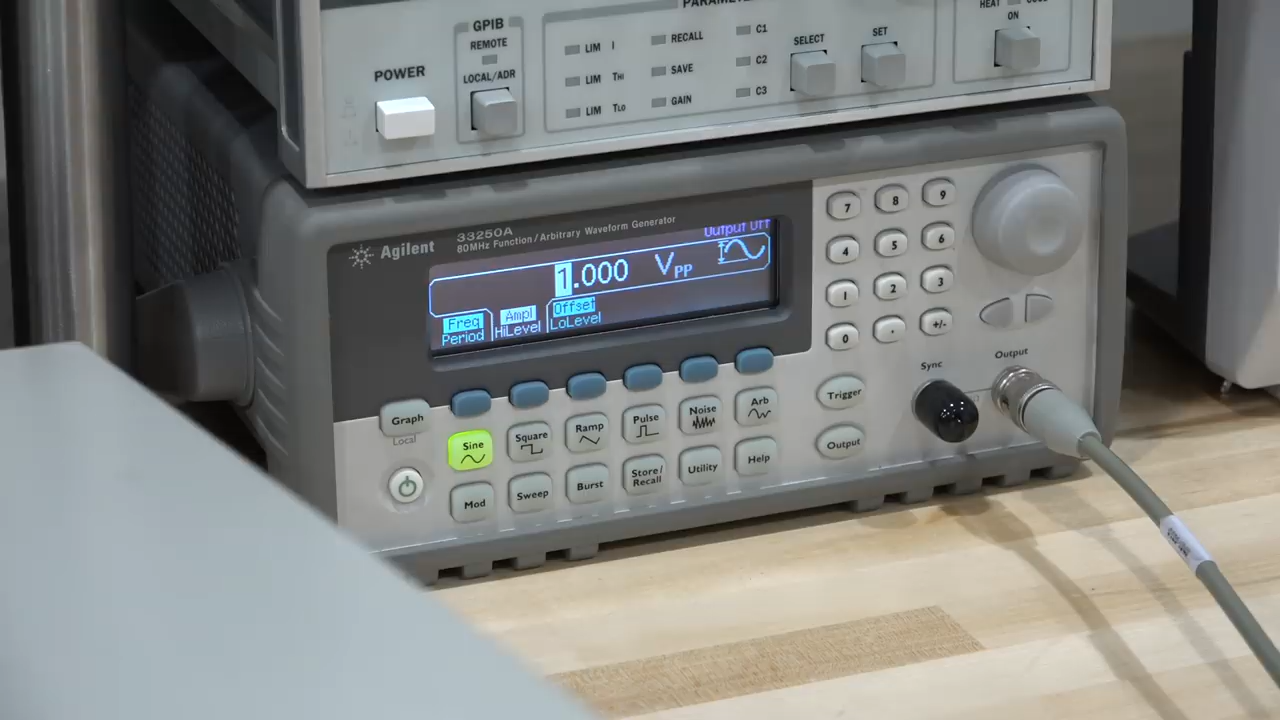 GPIB
REMOTE
LOCAL/ADR
POWER
LIM I
LIM THI
LIM TLO
RECALL
SAVE
GAIN
C1
C2
C3
SELECT
SET
HEAT
ON
Agilent
33250A
80MHz Function/Arbitrary Waveform Generator
Output Off
1.000 VPP
Freq
Period
Ampl
HiLevel
Offset
LoLevel
7 8 9
4 5 6
1 2 3
0 . +/-
Graph
Local
Sine
Square
Ramp
Pulse
Noise
Arb
Trigger
Mod
Sweep
Burst
Store/
Recall
Utility
Help
Output
Sync
Output